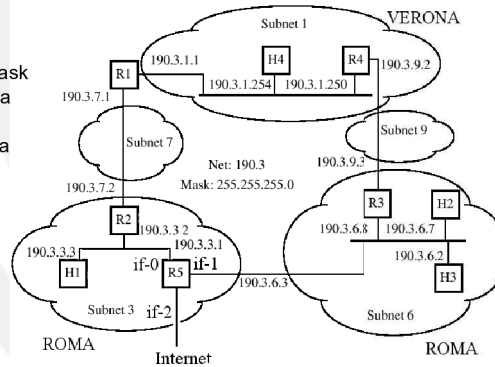 Subnet 1
VERONA
ask
a
a
R1
190.3.1.1
H4
R4
190.3.9.2
190.3.1.254
190.3.1.250
190.3.7.1
Subnet 7
Subnet 9
Net: 190.3
Mask: 255.255.255.0
190.3.9.3
190.3.7.2
R2
190.3.3.2
190.3.3.3
190.3.3.1
R3
H2
190.3.6.8
190.3.6.7
H1
if-0
R5
if-1
190.3.6.3
190.3.6.2
H3
Subnet 3
if-2
Subnet 6
ROMA
Internet
ROMA